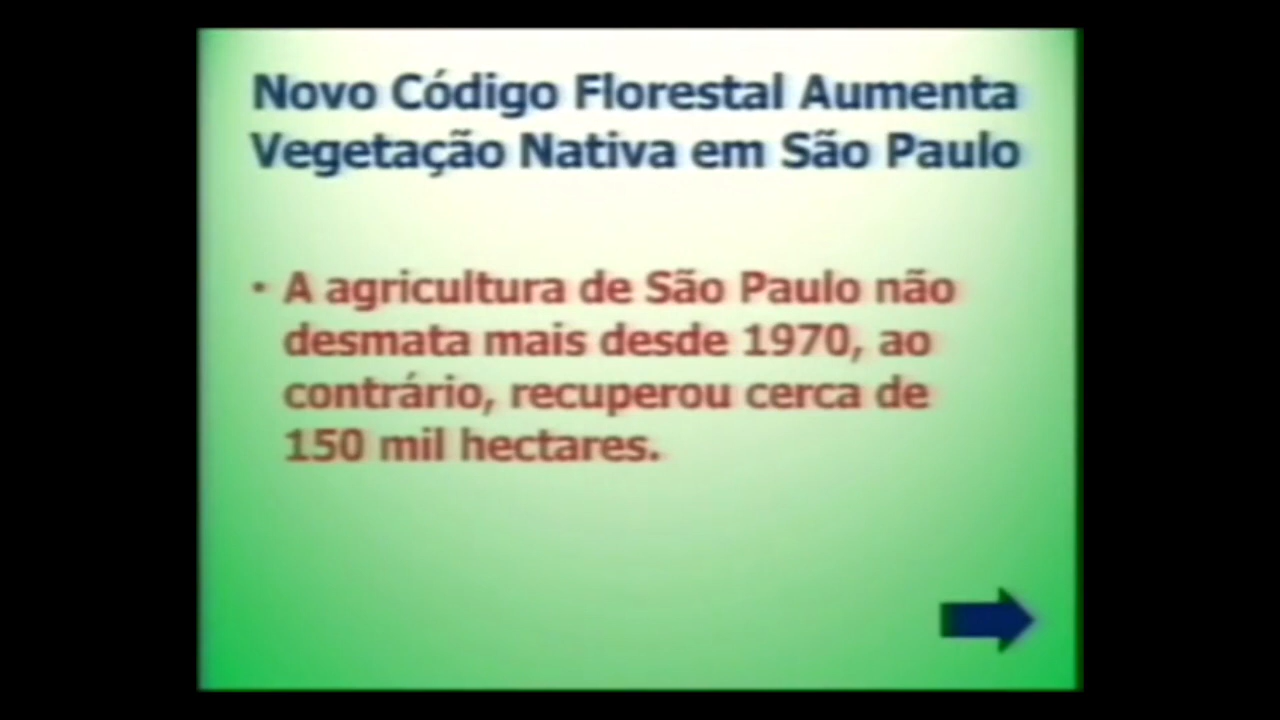 Novo Código Florestal Aumenta
Vegetação Nativa em São Paulo
· A agricultura de São Paulo não
desmata mais desde 1970, ao
contrário, recuperou cerca de
150 mil hectares.